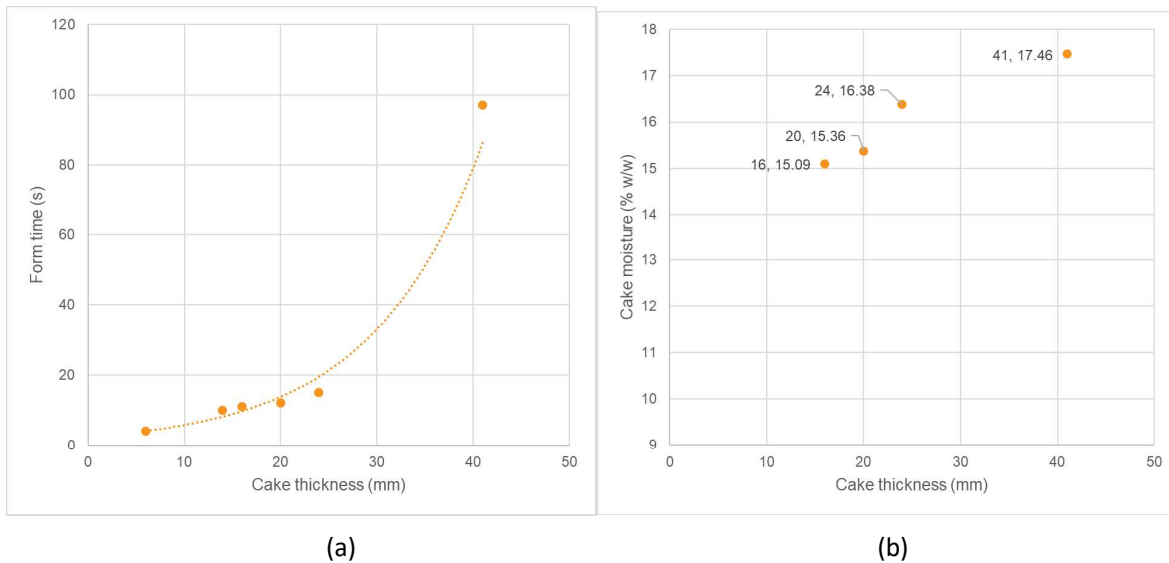 120
100
80
60
40
20
0
Form time (s)
0 10 20 30 40 50
Cake thickness (mm)
(a)
18
17
16
15
14
13
12
11
10
9
Cake moisture (% w/w)
41, 17.46
24, 16.38
20, 15.36
16, 15.09
0 10 20 30 40 50
Cake thickness (mm)
(b)